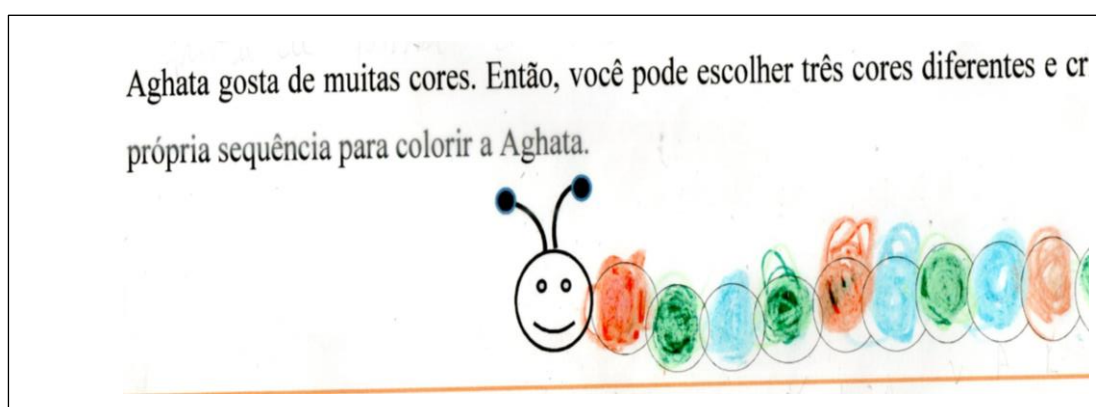 Aghata gosta de muitas cores. Então, você pode escolher três cores diferentes e cr
própria sequência para colorir a Aghata.